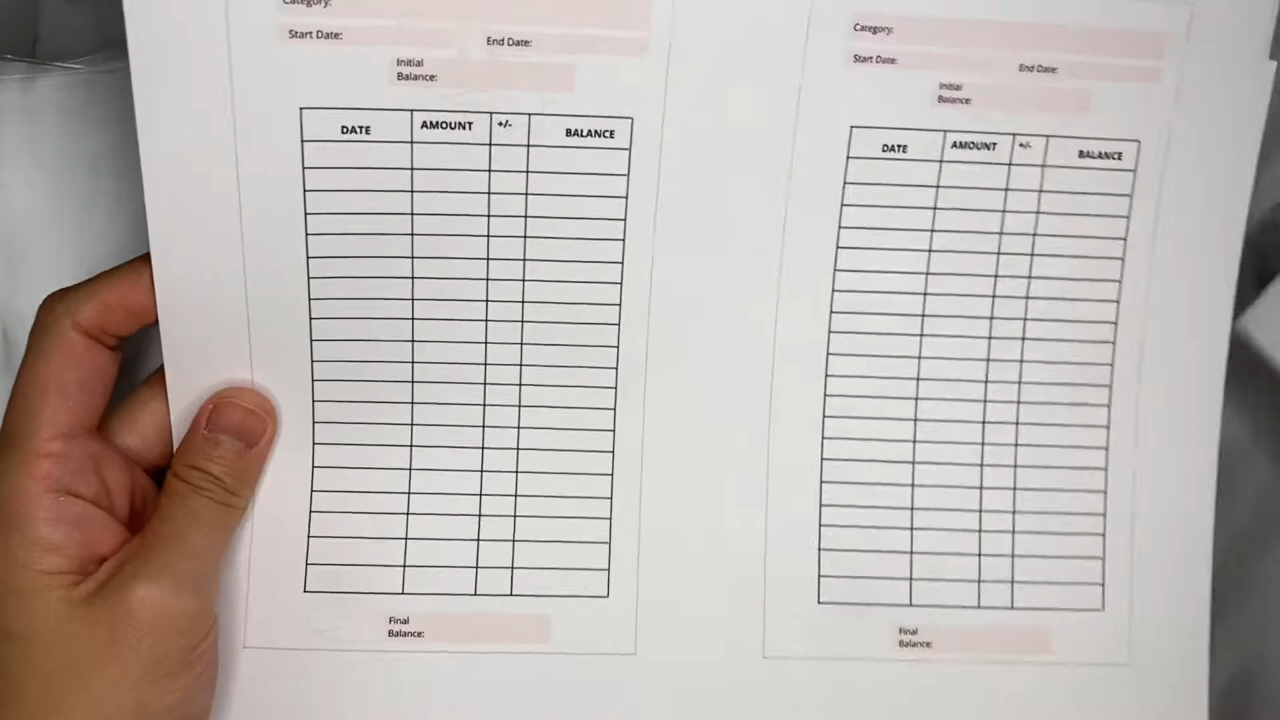 Category:
Start Date: End Date:
Initial
Balance:
DATE AMOUNT +/- BALANCE
Final
Balance:
Category:
Start Date: End Date:
Initial
Balance:
DATE AMOUNT +/- BALANCE
Final
Balance: